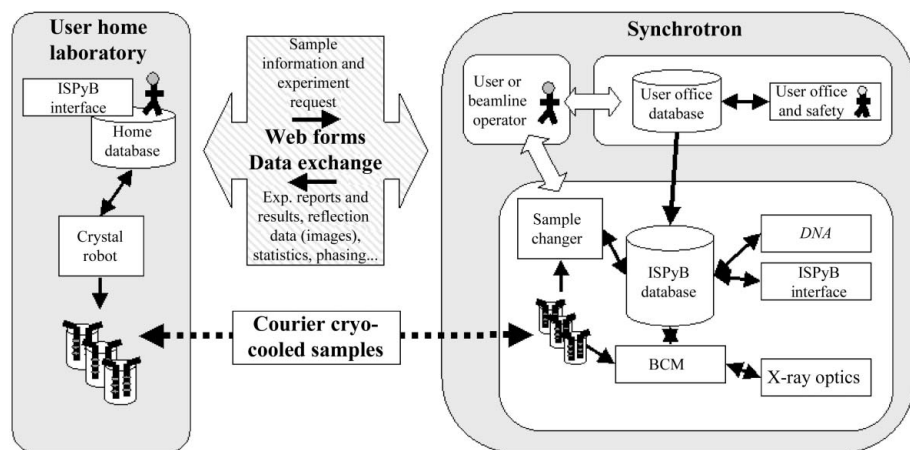 User home
laboratory
ISPyB
interface
Home
database
Crystal
robot
Sample
information and
experiment
request
Web forms
Data exchange
Exp. reports and
results, reflection
data (images),
statistics, phasing...
Courier cryo-
cooled samples
Synchrotron
User or
beamline
operator
User office
database
User office
and safety
Sample
changer
ISPyB
database
DNA
ISPyB
interface
BCM
X-ray optics